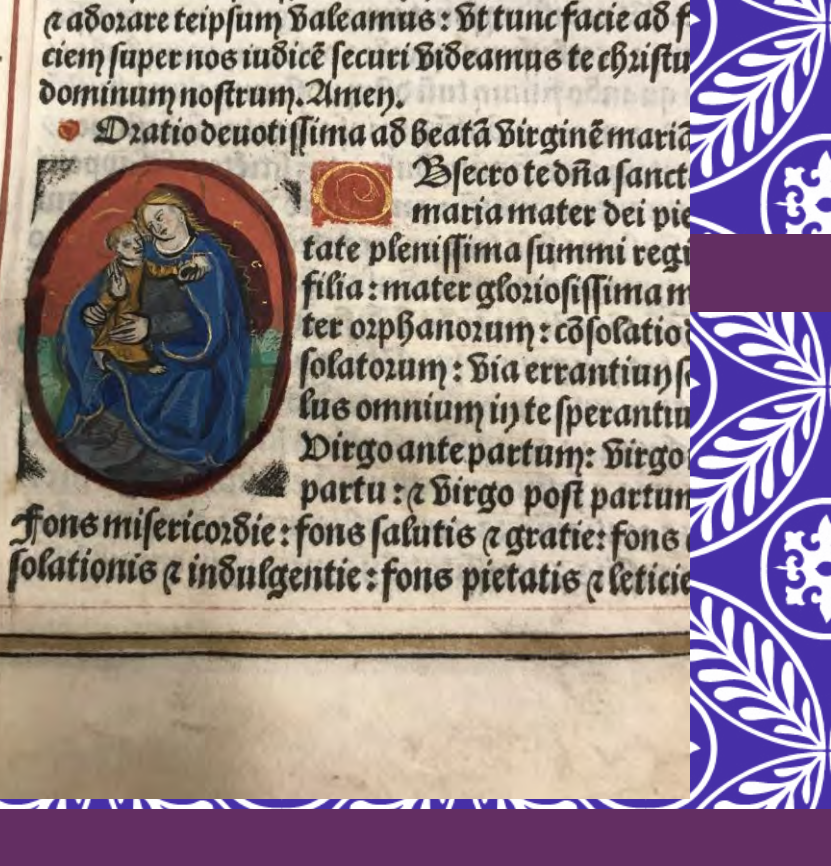 ⁊ adorare teipſum valeamus: vt tunc facie ad f
ciem ſuper nos iudicē ſecuri videamus te chriſtu
dominum noſtrum. Amen.
Oratio deuotiſſima ad beatā virginē mariā
OBſecro te dn̄a ſanct
maria mater dei pie
tate pleniſſima ſummi regi
filia: mater glorioſiſſima m
ter orphanorum: cōſolatio
ſolatorum: via errantium ſ
lus omnium in te ſperantiu
Virgo ante partum: virgo
partu: ⁊ virgo poſt partum
Fons miſericordie: fons ſalutis ⁊ gratie: fons
ſolationis ⁊ indulgentie: fons pietatis ⁊ leticie